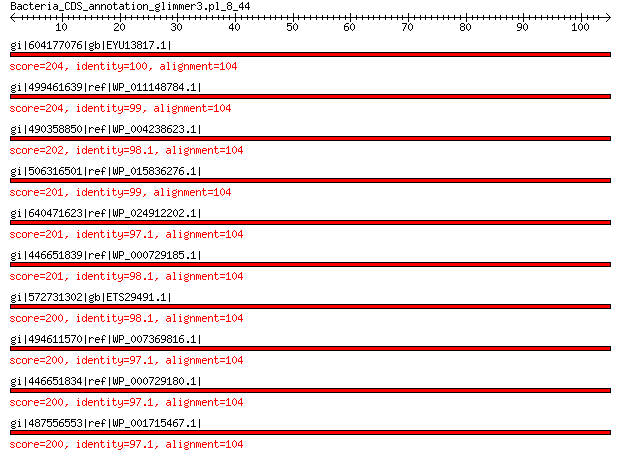 Bacteria_CDS_annotation_glimmer3.pl_8_44
10 20 30 40 50 60 70 80 90 100
gi|604177076|gb|EYU13817.1|
score=204, identity=100, alignment=104
gi|499461639|ref|WP_011148784.1|
score=204, identity=99, alignment=104
gi|490358850|ref|WP_004238623.1|
score=202, identity=98.1, alignment=104
gi|506316501|ref|WP_015836276.1|
score=201, identity=99, alignment=104
gi|640471623|ref|WP_024912202.1|
score=201, identity=97.1, alignment=104
gi|446651839|ref|WP_000729185.1|
score=201, identity=98.1, alignment=104
gi|572731302|gb|ETS29491.1|
score=200, identity=98.1, alignment=104
gi|494611570|ref|WP_007369816.1|
score=200, identity=97.1, alignment=104
gi|446651834|ref|WP_000729180.1|
score=200, identity=97.1, alignment=104
gi|487556553|ref|WP_001715467.1|
score=200, identity=97.1, alignment=104